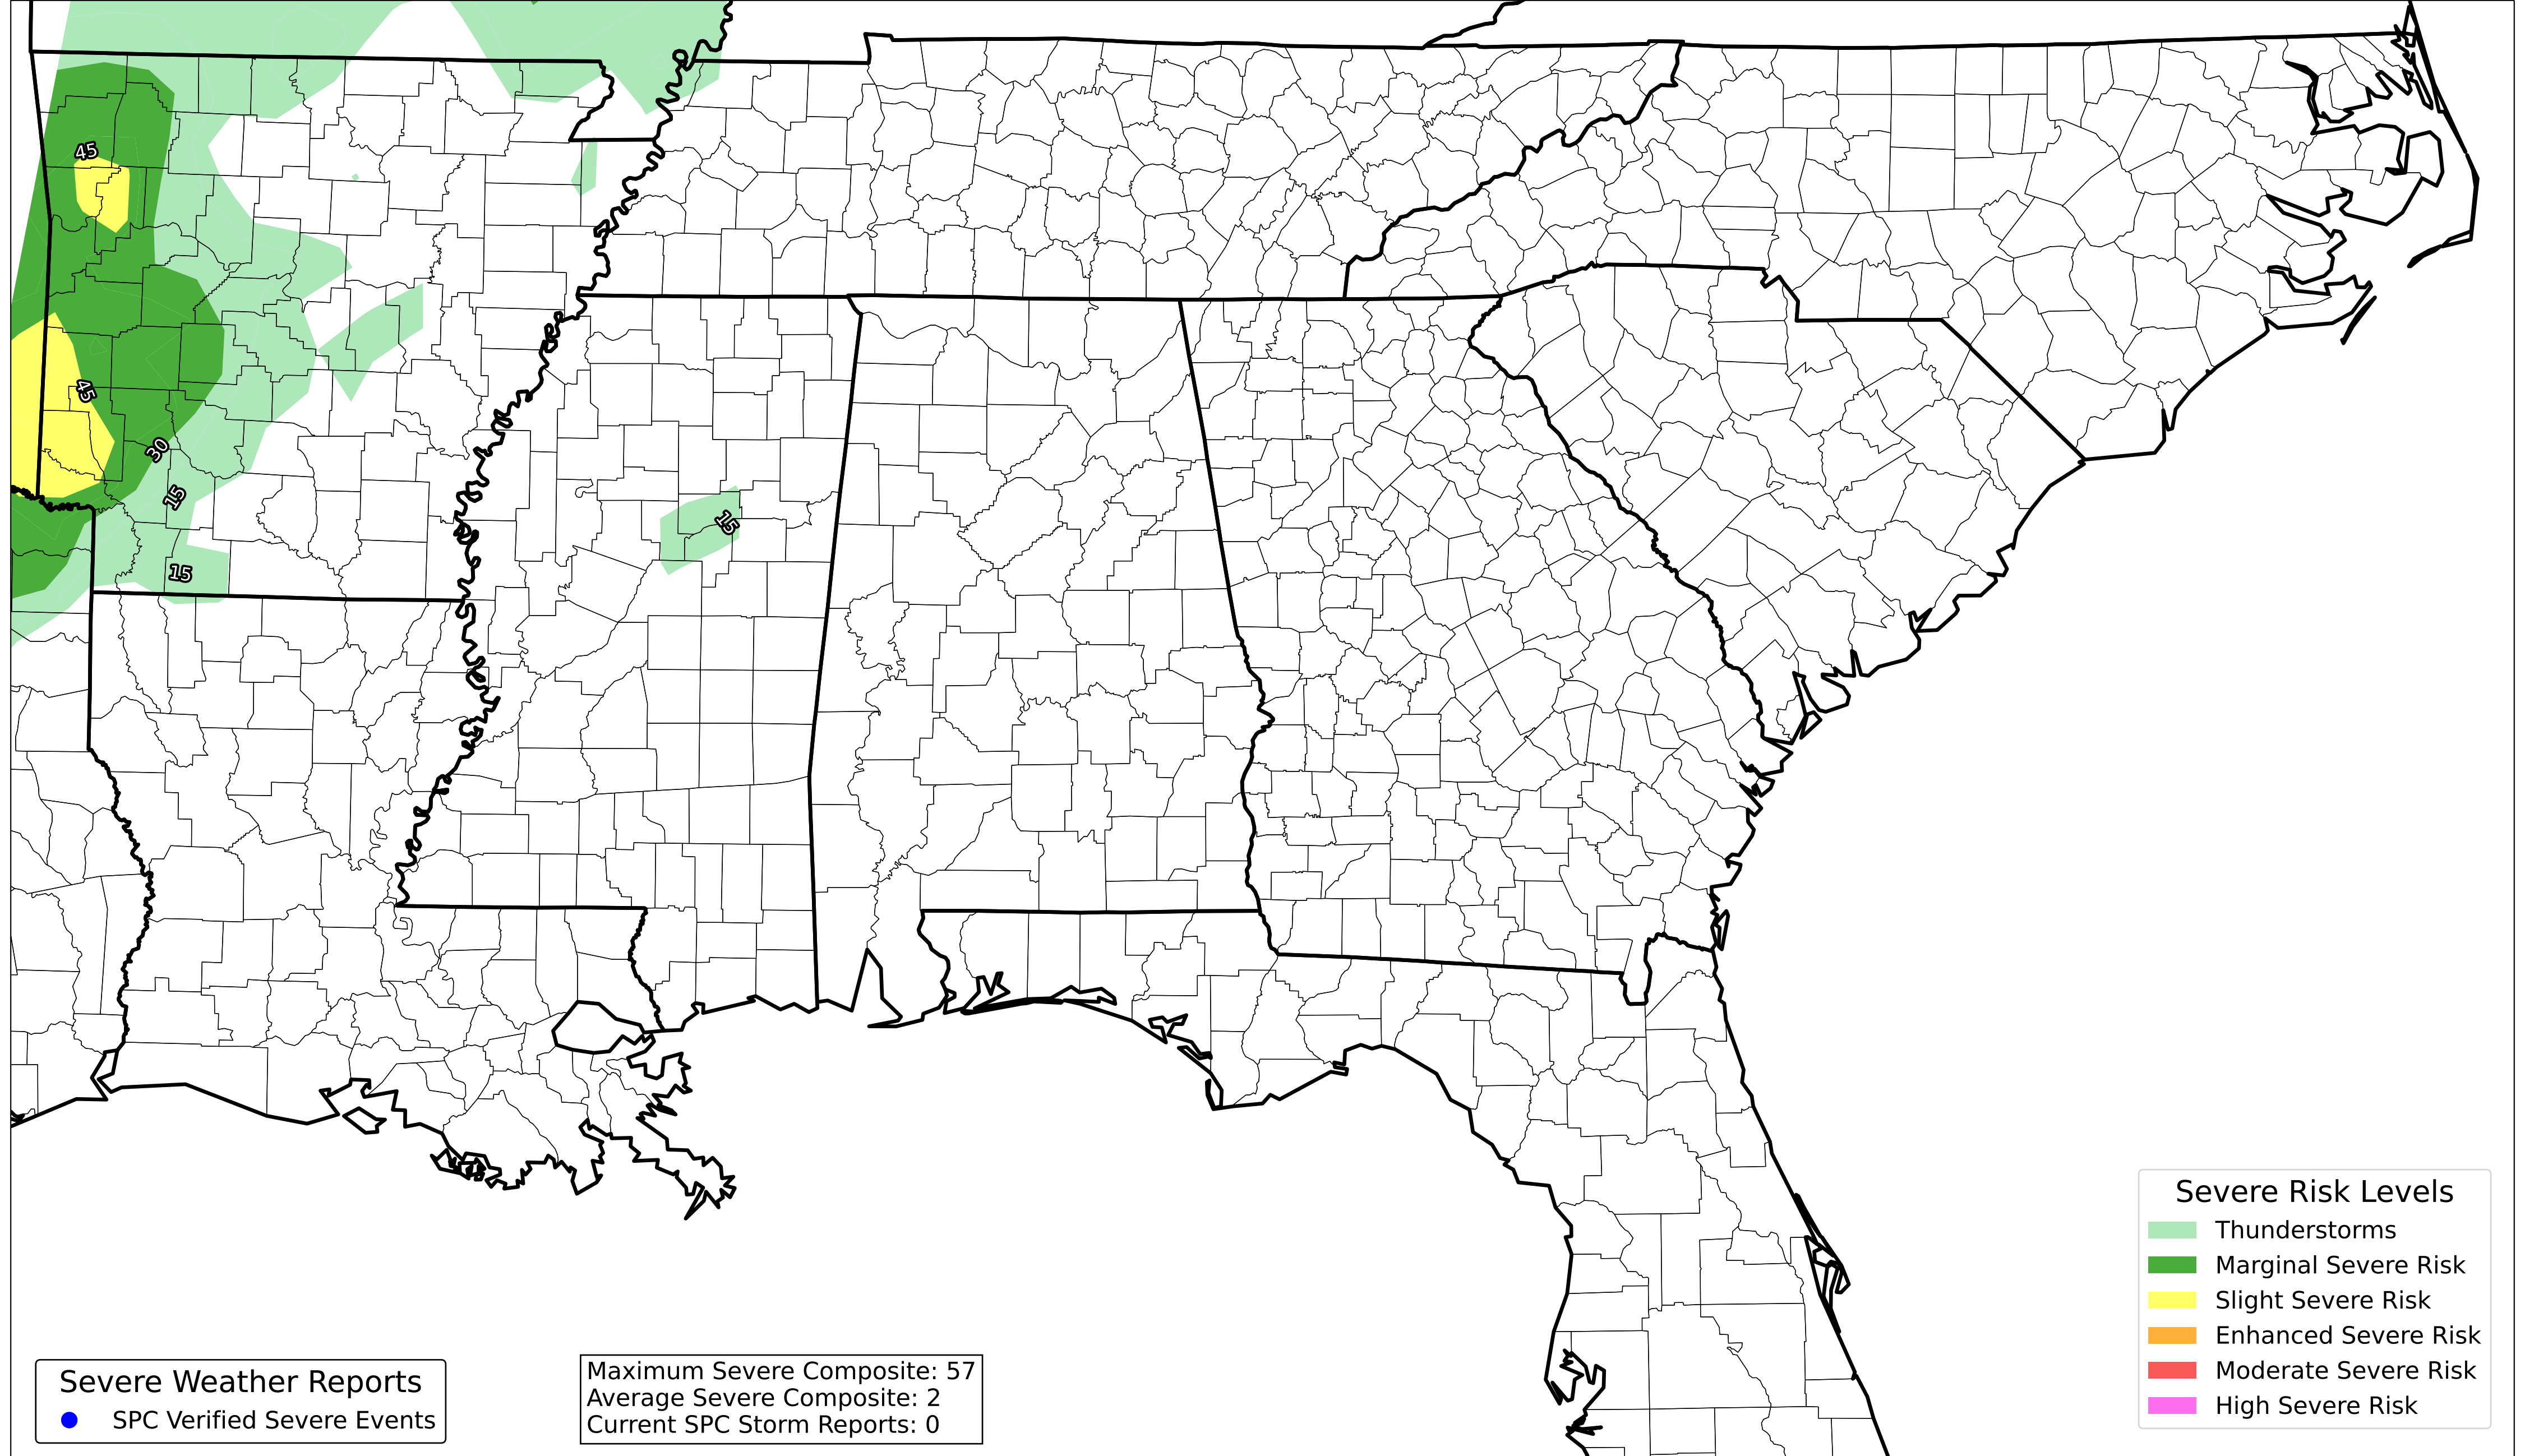 45
45
30
15
15
15
Severe Risk Levels
Thunderstorms
Marginal Severe Risk
Slight Severe Risk
Enhanced Severe Risk
Moderate Severe Risk
High Severe Risk
Severe Weather Reports
SPC Verified Severe Events
Maximum Severe Composite: 57
Average Severe Composite: 2
Current SPC Storm Reports: 0